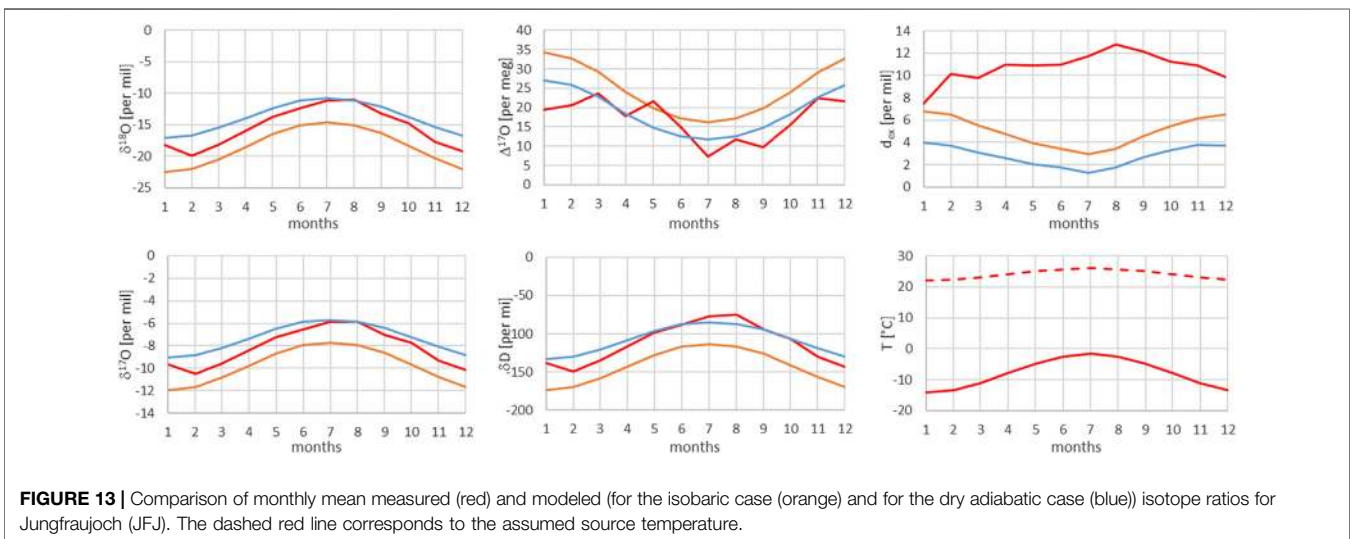 δ¹⁸O [per mil]
0
-5
-10
-15
-20
-25
1 2 3 4 5 6 7 8 9 10 11 12
months
Δ¹⁷O [per meg]
40
35
30
25
20
15
10
5
0
1 2 3 4 5 6 7 8 9 10 11 12
months
dₑₓ [per mil]
14
12
10
8
6
4
2
0
1 2 3 4 5 6 7 8 9 10 11 12
months
δ¹⁷O [per mil]
0
-2
-4
-6
-8
-10
-12
-14
1 2 3 4 5 6 7 8 9 10 11 12
months
δD [per mil]
0
-50
-100
-150
-200
1 2 3 4 5 6 7 8 9 10 11 12
months
T [°C]
30
20
10
0
-10
-20
1 2 3 4 5 6 7 8 9 10 11 12
months
FIGURE 13 | Comparison of monthly mean measured (red) and modeled (for the isobaric case (orange) and for the dry adiabatic case (blue)) isotope ratios for
Jungfraujoch (JFJ). The dashed red line corresponds to the assumed source temperature.